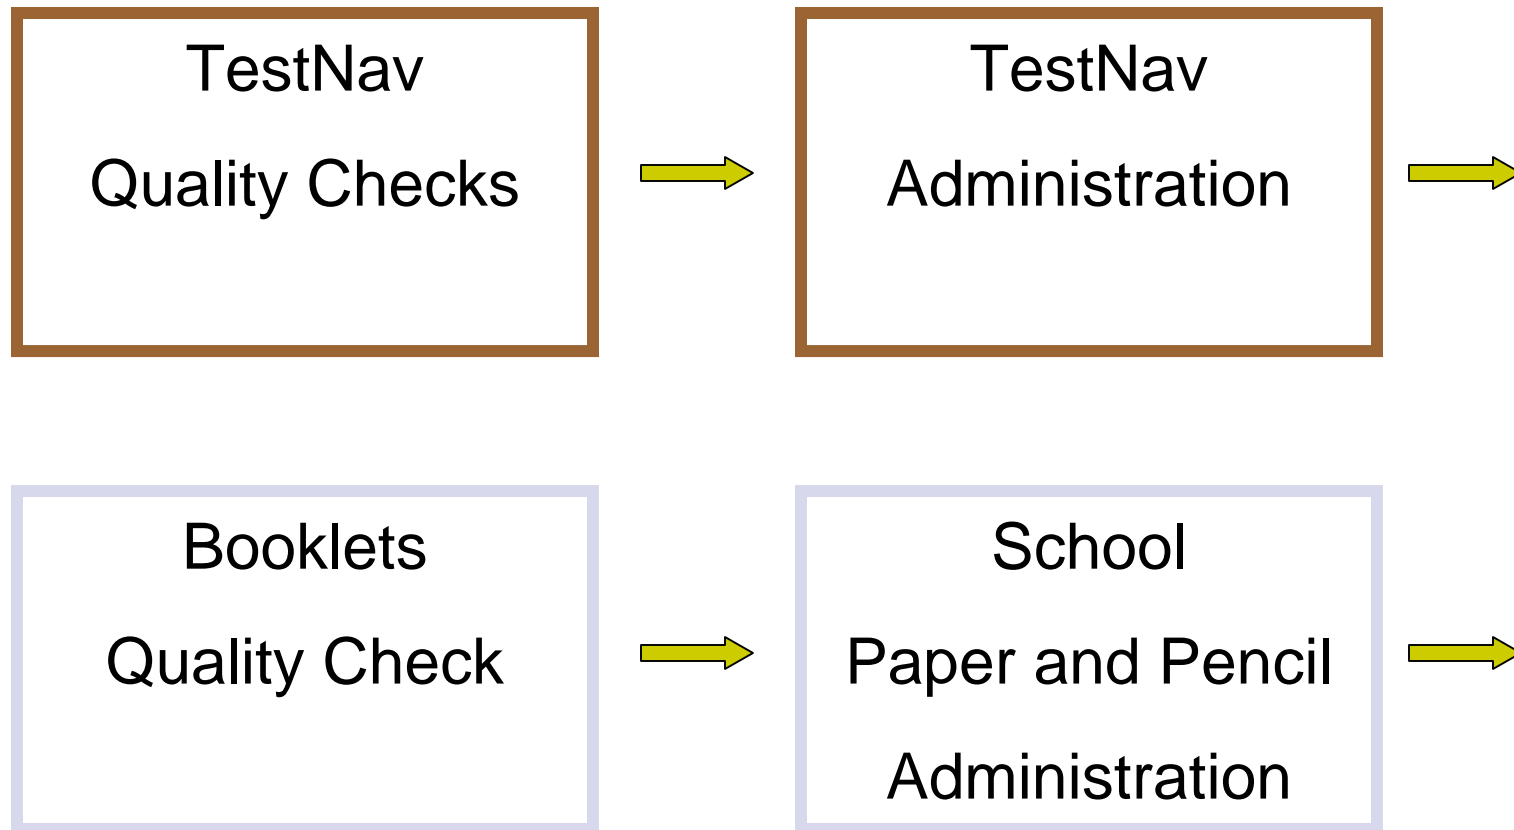 TestNav
Quality Checks
TestNav
Administration
Booklets
Quality Check
School
Paper and Pencil
Administration